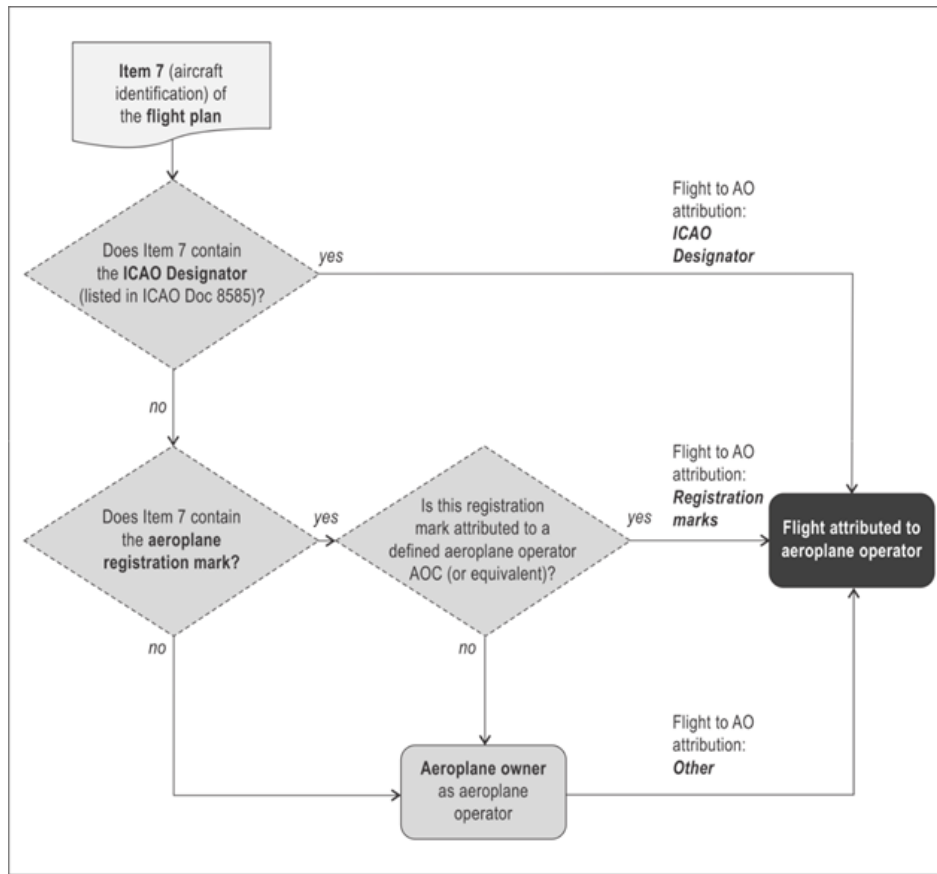 Item 7 (aircraft
identification) of
the flight plan
Does Item 7 contain
the ICAO Designator
(listed in ICAO Doc 8585)?
yes
Flight to AO
attribution:
ICAO
Designator
no
Does Item 7 contain
the aeroplane
registration mark?
yes
Is this registration
mark attributed to a
defined aeroplane operator
AOC (or equivalent)?
yes
Flight to AO
attribution:
Registration
marks
Flight attributed to
aeroplane operator
no
no
Aeroplane owner
as aeroplane
operator
Flight to AO
attribution:
Other